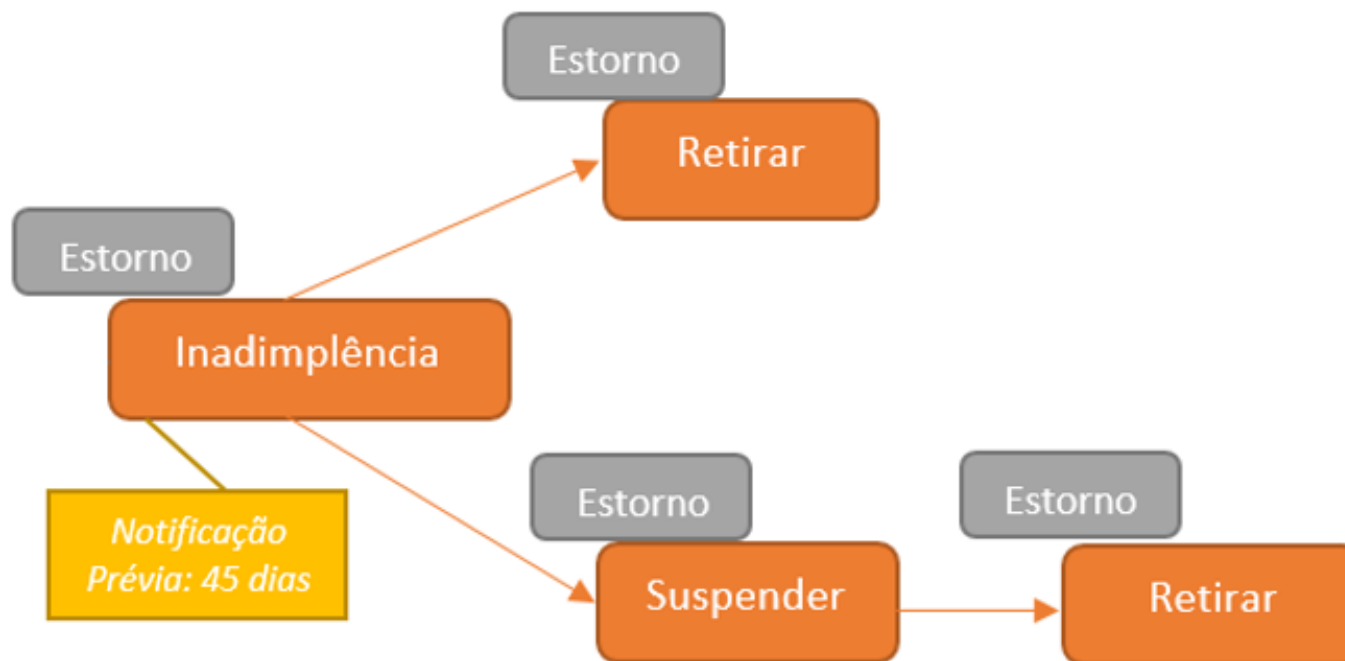 Estorno
Retirar
Estorno
Inadimplência
Notificação
Prévia: 45 dias
Estorno
Suspender
Estorno
Retirar